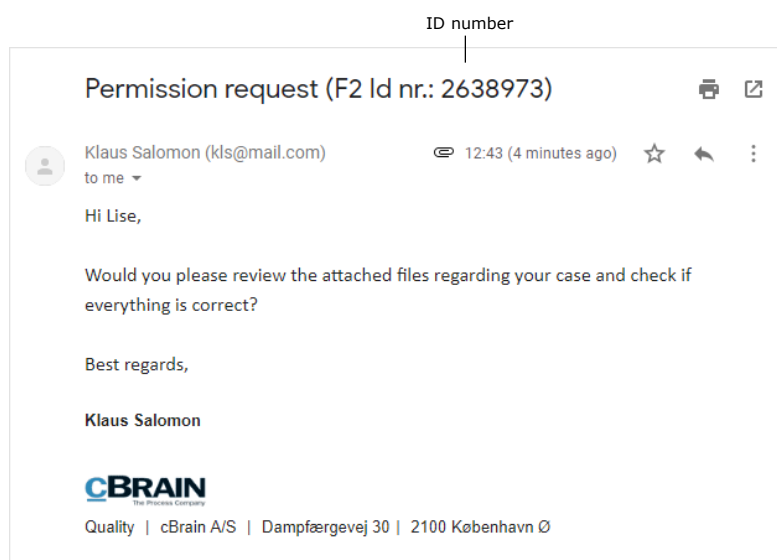 ID number
Permission request (F2 Id nr.: 2638973)
Klaus Salomon (kls@mail.com) 12:43 (4 minutes ago)
to me
Hi Lise,
Would you please review the attached files regarding your case and check if
everything is correct?
Best regards,
Klaus Salomon
CBRAIN
The Process Company
Quality | cBrain A/S | Dampfærgevej 30 | 2100 København Ø